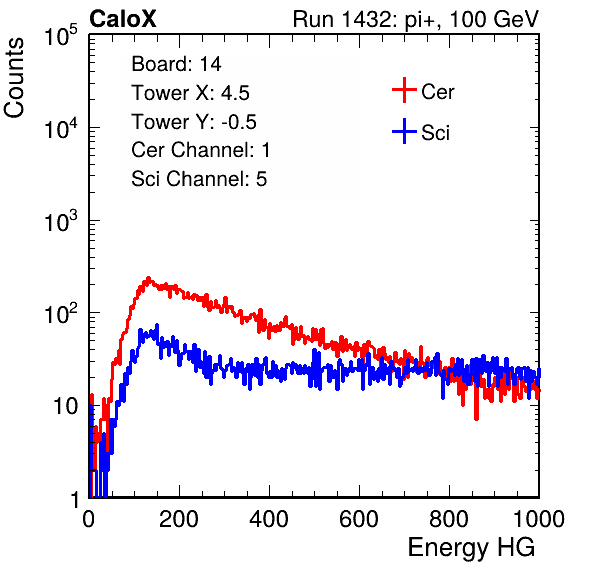 CaloX Run 1432: pi+, 100 GeV
Counts
Board: 14
Tower X: 4.5
Tower Y: -0.5
Cer Channel: 1
Sci Channel: 5
Cer
Sci
10^5
10^4
10^3
10^2
10
1
0 200 400 600 800 1000
Energy HG